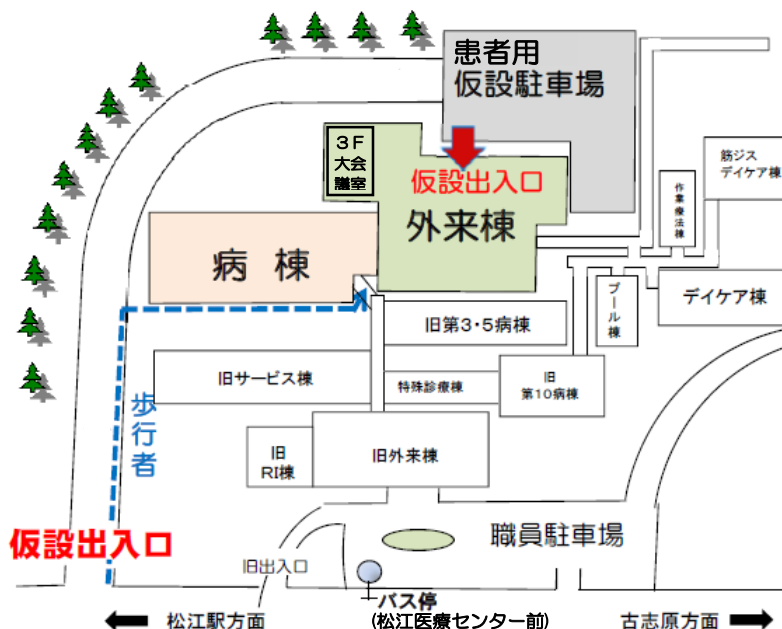 患者用
仮設駐車場
3F
大会
議室
仮設出入口
外来棟
筋ジス
デイケア棟
作業療法棟
病棟
プール棟
デイケア棟
旧第3・5病棟
旧サービス棟
特殊診療棟
旧
第10病棟
歩行者
旧
RI棟
旧外来棟
仮設出入口
職員駐車場
旧出入口
バス停
(松江医療センター前)
松江駅方面
古志原方面